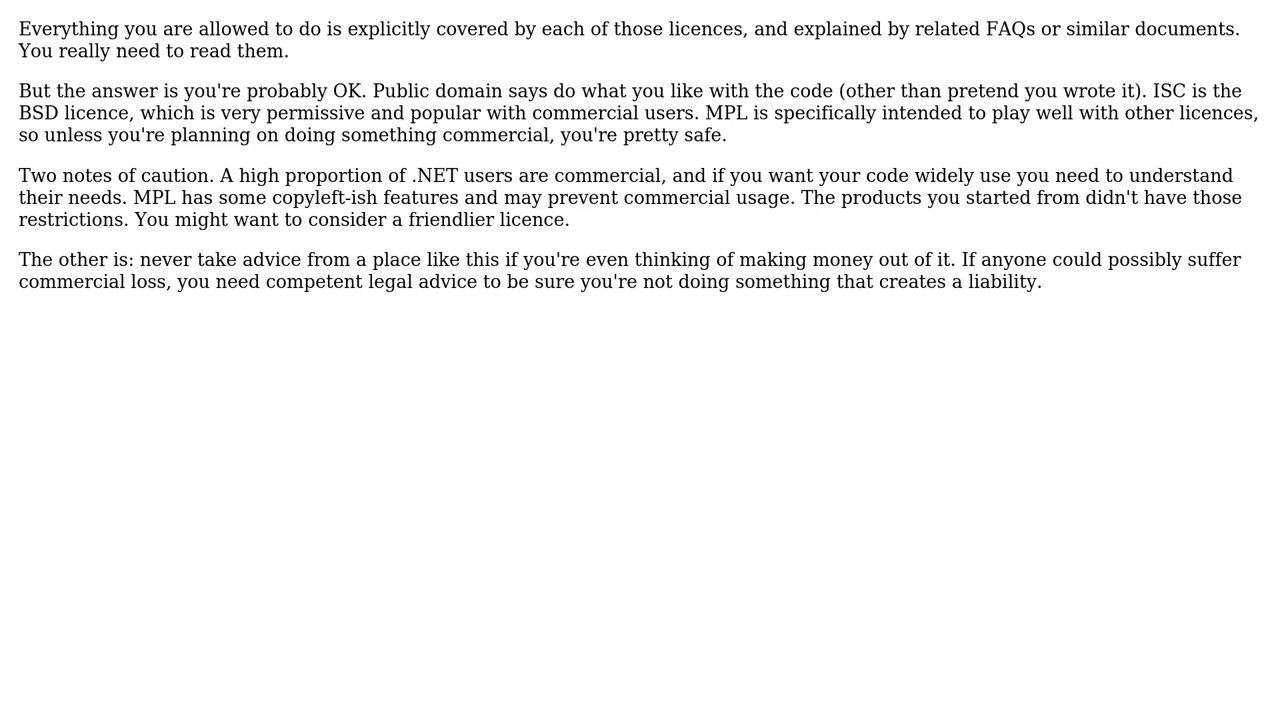 Everything you are allowed to do is explicitly covered by each of those licences, and explained by related FAQs or similar documents.
You really need to read them.
But the answer is you're probably OK. Public domain says do what you like with the code (other than pretend you wrote it). ISC is the
BSD licence, which is very permissive and popular with commercial users. MPL is specifically intended to play well with other licences,
so unless you're planning on doing something commercial, you're pretty safe.
Two notes of caution. A high proportion of .NET users are commercial, and if you want your code widely use you need to understand
their needs. MPL has some copyleft-ish features and may prevent commercial usage. The products you started from didn't have those
restrictions. You might want to consider a friendlier licence.
The other is: never take advice from a place like this if you're even thinking of making money out of it. If anyone could possibly suffer
commercial loss, you need competent legal advice to be sure you're not doing something that creates a liability.